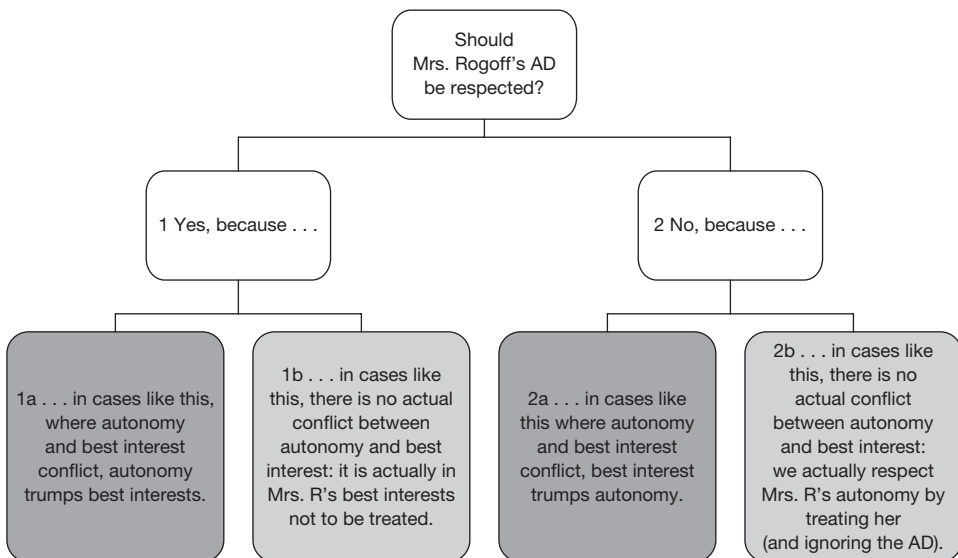 Should
Mrs. Rogoff's AD
be respected?
1 Yes, because . . .
2 No, because . . .
1a . . . in cases like this,
where autonomy
and best interest
conflict, autonomy
trumps best interests.
1b . . . in cases like
this, there is no actual
conflict between
autonomy and best
interest: it is actually in
Mrs. R's best interests
not to be treated.
2a . . . in cases like
this where autonomy
and best interest
conflict, best interest
trumps autonomy.
2b . . . in cases like
this, there is no
actual conflict
between autonomy
and best interest:
we actually respect
Mrs. R's autonomy by
treating her
(and ignoring the AD).